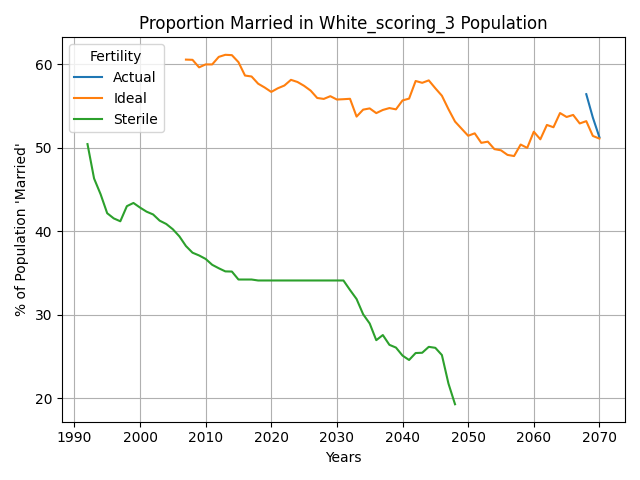 Proportion Married in White_scoring_3 Population
Fertility
Actual
Ideal
Sterile
% of Population 'Married'
60
50
40
30
20
1990 2000 2010 2020 2030 2040 2050 2060 2070
Years